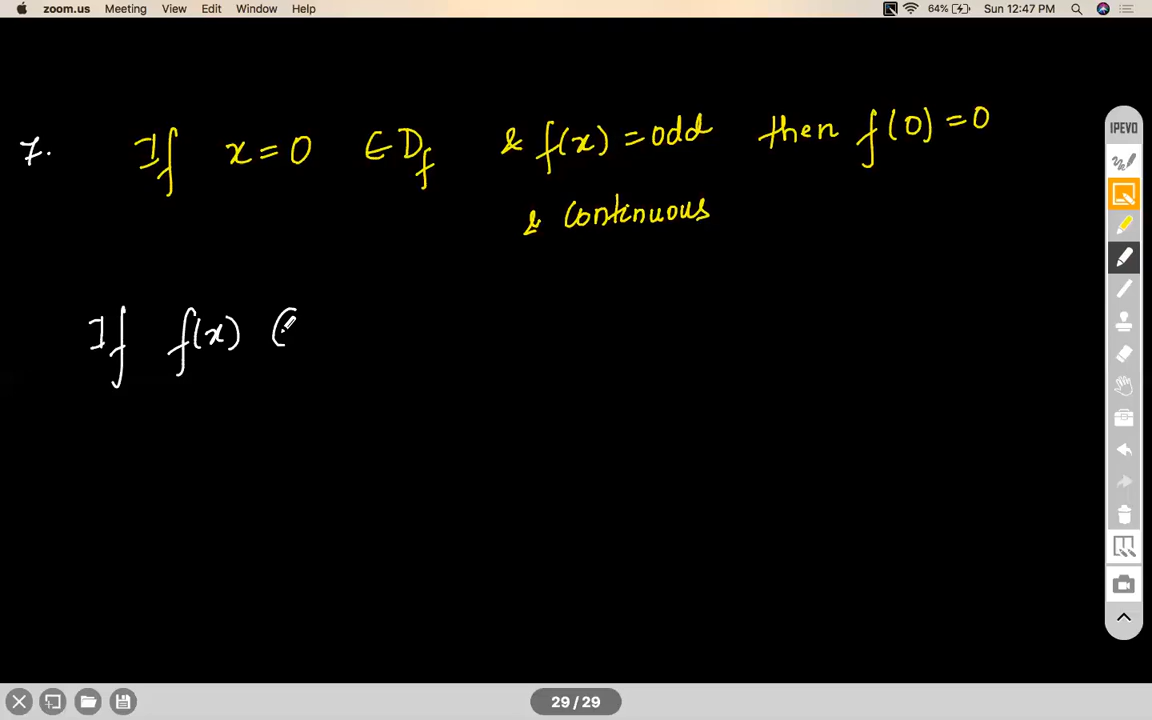 zoom.us Meeting View Edit Window Help 64% Sun 12:47 PM
7. If x=0 ∈ Df & f(x) = odd then f(0) = 0
& continuous
If f(x) (
IPEVO
29 / 29